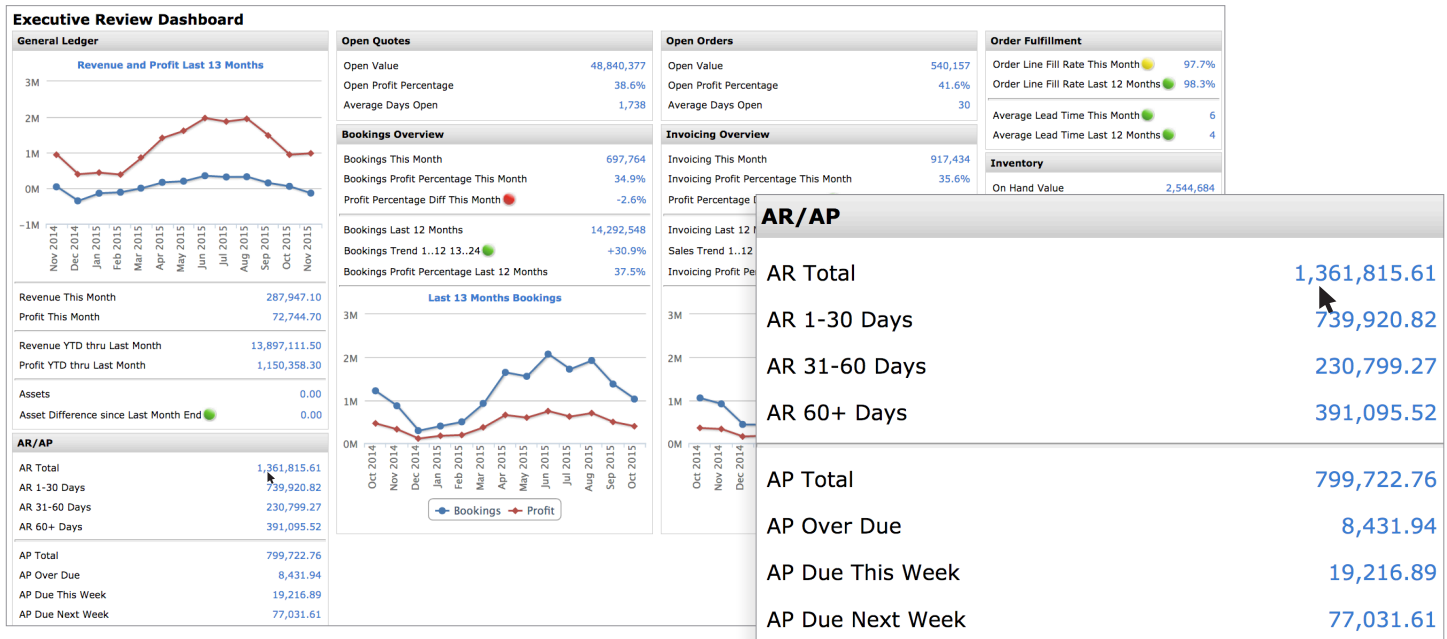 Executive Review Dashboard
General Ledger
Revenue and Profit Last 13 Months
3M
2M
1M
0M
-1M
Nov 2014
Dec 2014
Jan 2015
Feb 2015
Mar 2015
Apr 2015
May 2015
Jun 2015
Jul 2015
Aug 2015
Sep 2015
Oct 2015
Nov 2015
Revenue This Month 287,947.10
Profit This Month 72,744.70
Revenue YTD thru Last Month 13,897,111.50
Profit YTD thru Last Month 1,150,358.30
Assets 0.00
Asset Difference since Last Month End 0.00
AR/AP
AR Total 1,361,815.61
AR 1-30 Days 739,920.82
AR 31-60 Days 230,799.27
AR 60+ Days 391,095.52
AP Total 799,722.76
AP Over Due 8,431.94
AP Due This Week 19,216.89
AP Due Next Week 77,031.61
Open Quotes
Open Value 48,840,377
Open Profit Percentage 38.6%
Average Days Open 1,738
Bookings Overview
Bookings This Month 697,764
Bookings Profit Percentage This Month 34.9%
Profit Percentage Diff This Month -2.6%
Bookings Last 12 Months 14,292,548
Bookings Trend 1..12 13..24 +30.9%
Bookings Profit Percentage Last 12 Months 37.5%
Last 13 Months Bookings
3M
2M
1M
0M
Oct 2014
Nov 2014
Dec 2014
Jan 2015
Feb 2015
Mar 2015
Apr 2015
May 2015
Jun 2015
Jul 2015
Aug 2015
Sep 2015
Oct 2015
Bookings Profit
Open Orders
Open Value 540,157
Open Profit Percentage 41.6%
Average Days Open 30
Invoicing Overview
Invoicing This Month 917,434
Invoicing Profit Percentage This Month 35.6%
Profit Percentage
Invoicing Last 12
Sales Trend 1..12
Invoicing Profit
3M
2M
1M
0M
Oct 2014
Nov 2014
Dec 2014
Order Fulfillment
Order Line Fill Rate This Month 97.7%
Order Line Fill Rate Last 12 Months 98.3%
Average Lead Time This Month 6
Average Lead Time Last 12 Months 4
Inventory
On Hand Value 2,544,684
AR/AP
AR Total 1,361,815.61
AR 1-30 Days 739,920.82
AR 31-60 Days 230,799.27
AR 60+ Days 391,095.52
AP Total 799,722.76
AP Over Due 8,431.94
AP Due This Week 19,216.89
AP Due Next Week 77,031.61